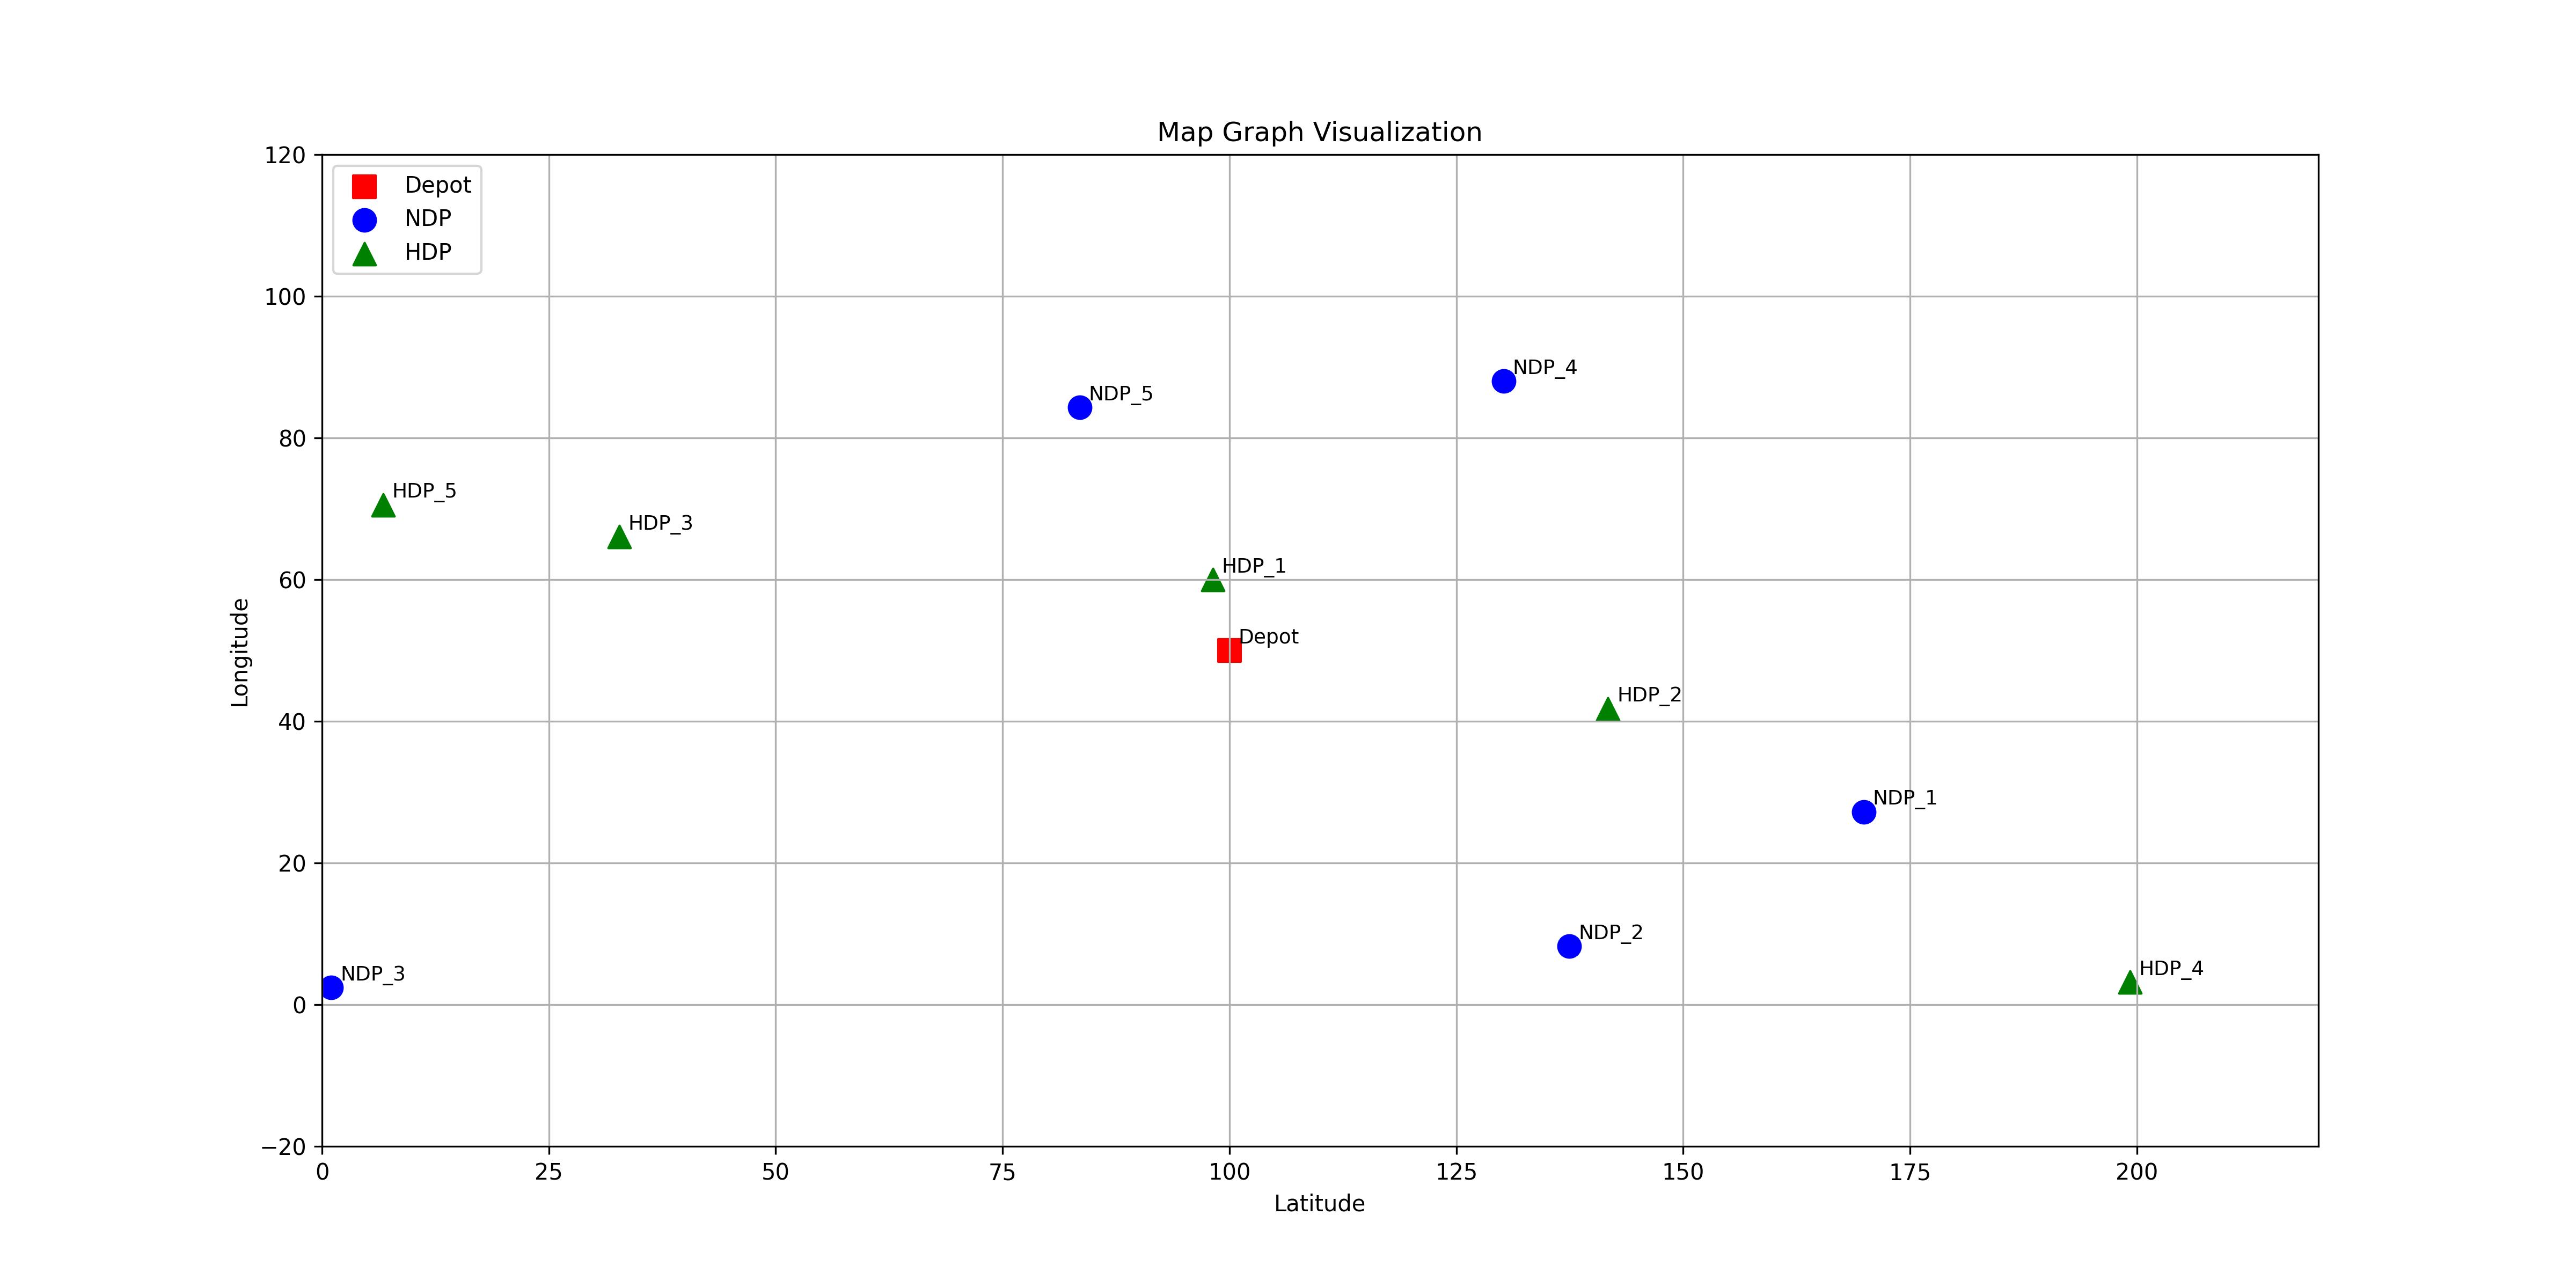 Map Graph Visualization
120
100
80
60
40
20
0
−20
Longitude
Depot
NDP
HDP
NDP_4
NDP_5
HDP_5
HDP_3
HDP_1
Depot
HDP_2
NDP_1
NDP_2
NDP_3
HDP_4
0 25 50 75 100 125 150 175 200
Latitude